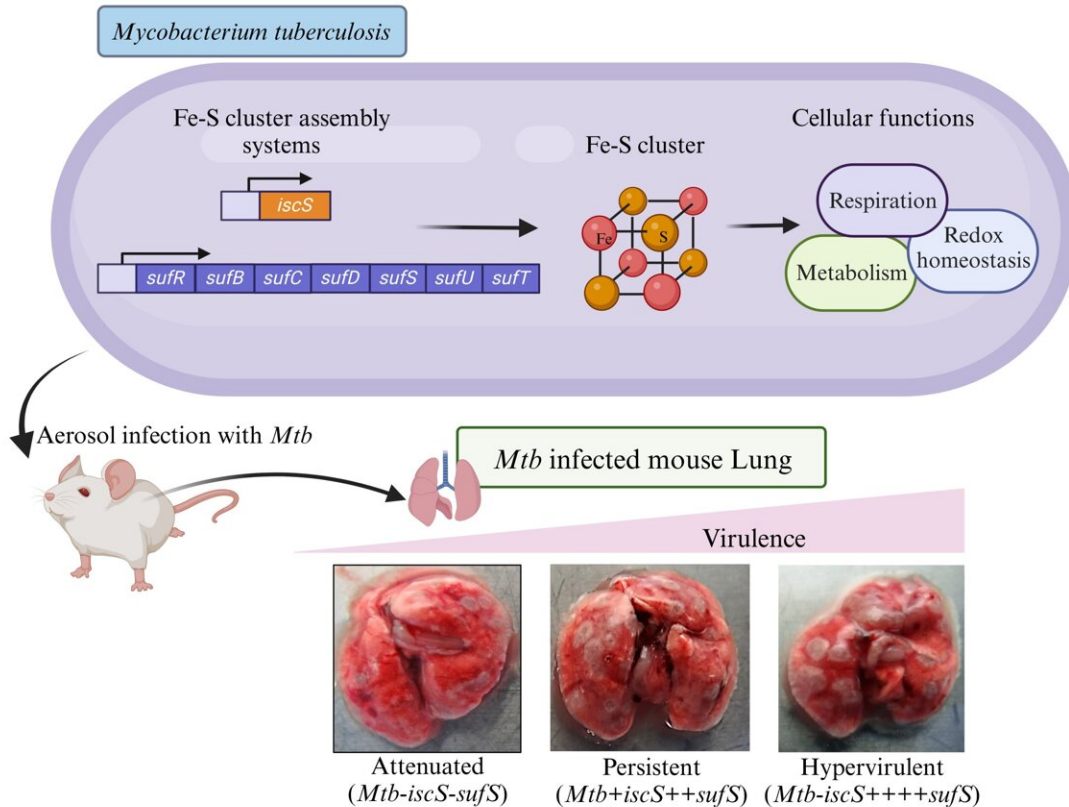 Mycobacterium tuberculosis
Fe-S cluster assembly
systems
iscS
sufR sufB sufC sufD sufS sufU sufT
Fe-S cluster
Fe S
Cellular functions
Respiration
Metabolism
Redox
homeostasis
Aerosol infection with Mtb
Mtb infected mouse Lung
Virulence
Attenuated
(Mtb-iscS-sufS)
Persistent
(Mtb+iscS++sufS)
Hypervirulent
(Mtb-iscS++++sufS)